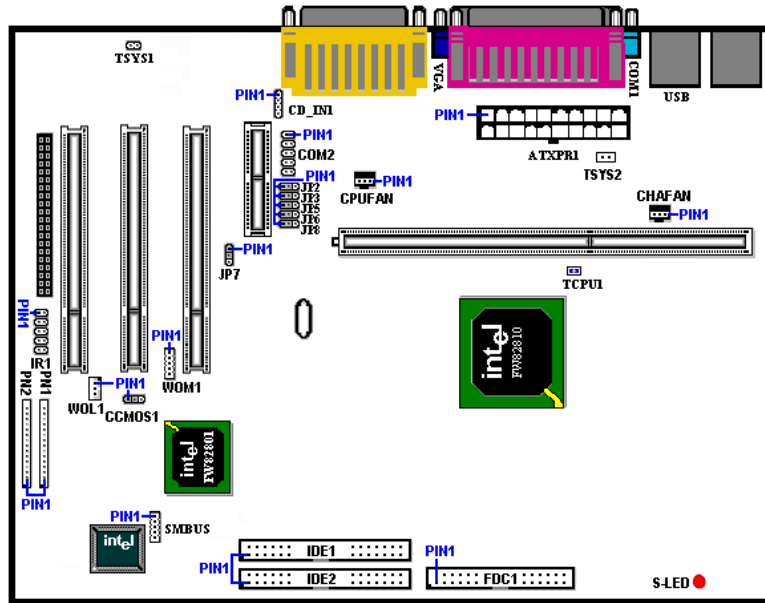 TSYS1
VGA
COM1
USB
PIN1
CD_IN1
PIN1
ATXPR1
TSYS2
PIN1
COM2
PIN1
JP2
JP3
JP5
JP6
JP8
CPUFAN
PIN1
CHAFAN
PIN1
PIN1
JP7
TCPU1
PIN1
IR1
PIN1
WOM1
intel
FW82810
PN2
PN1
WOL1
PIN1
CCMOS1
intel
FW82801
PIN1
PIN1
SMBUS
intel
PIN1
IDE1
IDE2
PIN1
FDC1
S-LED